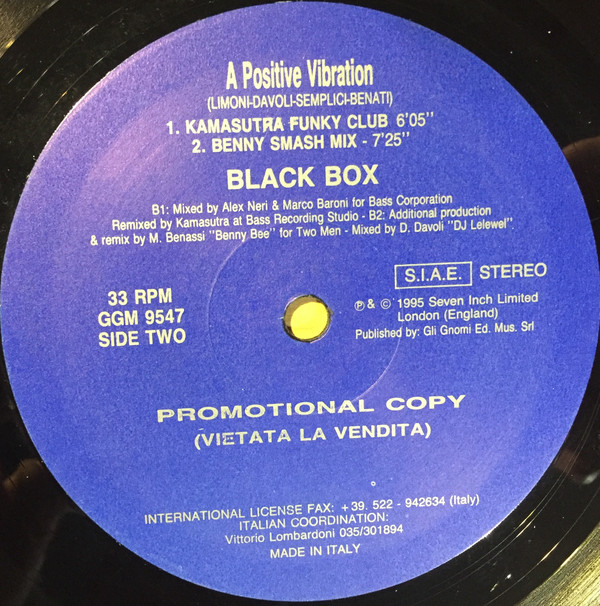 A Positive Vibration
(LIMONI-DAVOLI-SEMPLICI-BENATI)
1. KAMASUTRA FUNKY CLUB 6'05''
2. BENNY SMASH MIX - 7'25''
BLACK BOX
B1: Mixed by Alex Neri & Marco Baroni for Bass Corporation
Remixed by Kamasutra at Bass Recording Studio - B2: Additional production
& remix by M. Benassi ''Benny Bee'' for Two Men - Mixed by D. Davoli ''DJ Lelewel''
S.I.A.E. STEREO
33 RPM
GGM 9547
SIDE TWO
℗ & © 1995 Seven Inch Limited
London (England)
Published by: Gli Gnomi Ed. Mus. Srl
PROMOTIONAL COPY
(VIETATA LA VENDITA)
INTERNATIONAL LICENSE FAX: +39. 522 - 942634 (Italy)
ITALIAN COORDINATION:
Vittorio Lombardoni 035/301894
MADE IN ITALY